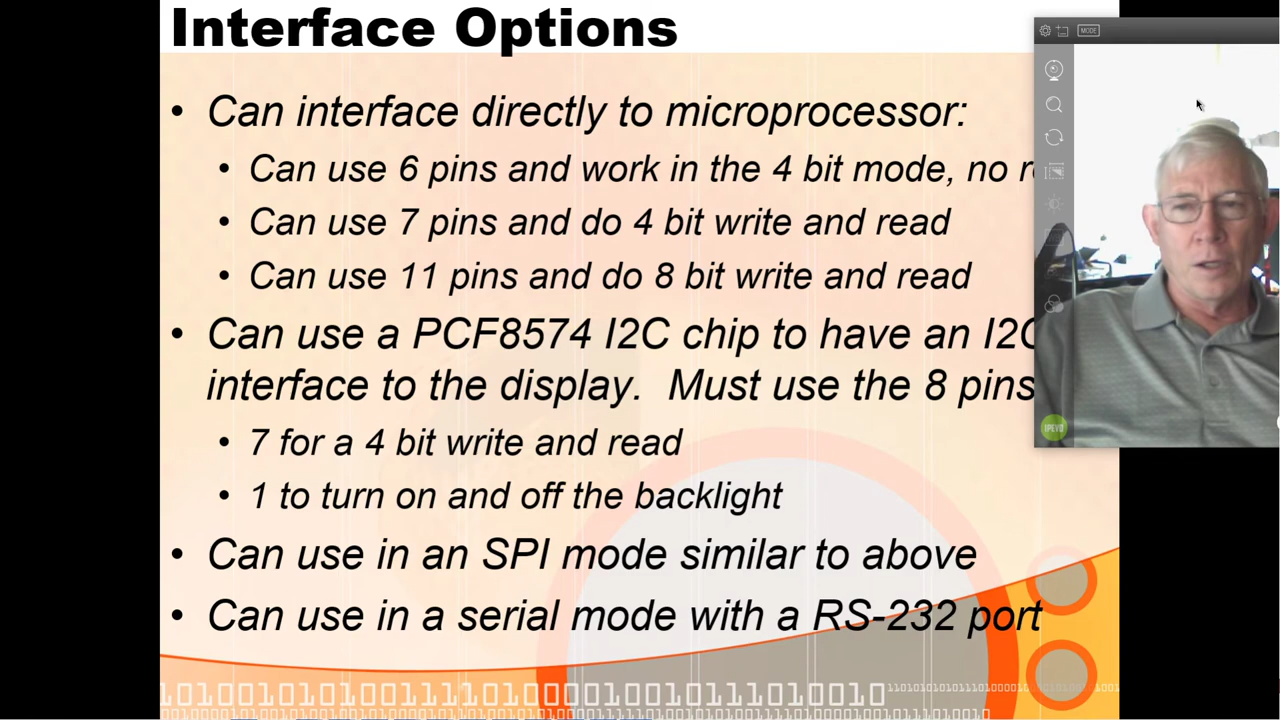 Interface Options
MODE
• Can interface directly to microprocessor:
• Can use 6 pins and work in the 4 bit mode, no
• Can use 7 pins and do 4 bit write and read
• Can use 11 pins and do 8 bit write and read
• Can use a PCF8574 I2C chip to have an I2C
interface to the display. Must use the 8 pins
• 7 for a 4 bit write and read
• 1 to turn on and off the backlight
• Can use in an SPI mode similar to above
• Can use in a serial mode with a RS-232 port
IPEVO